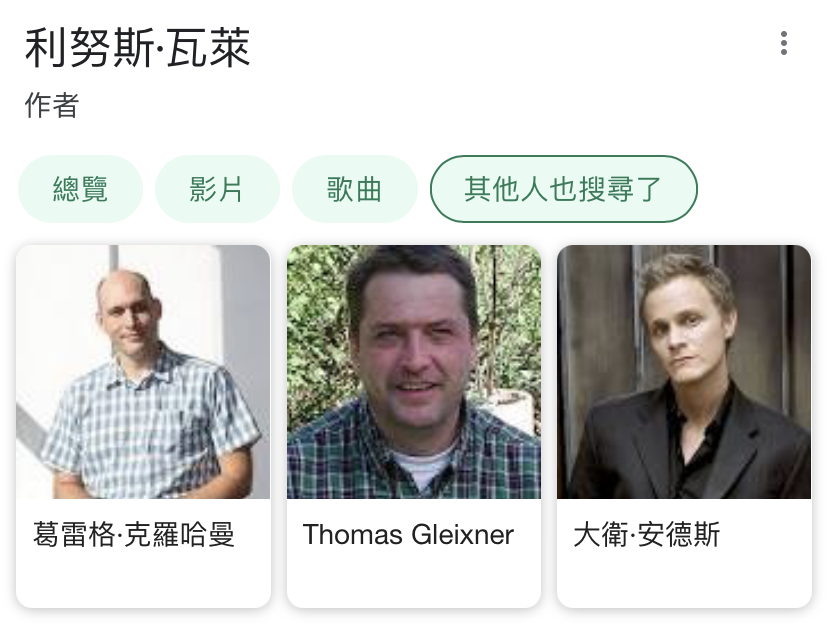 利努斯·瓦萊
作者
總覽
影片
歌曲
其他人也搜尋了
葛雷格·克羅哈曼
Thomas Gleixner
大衛·安德斯